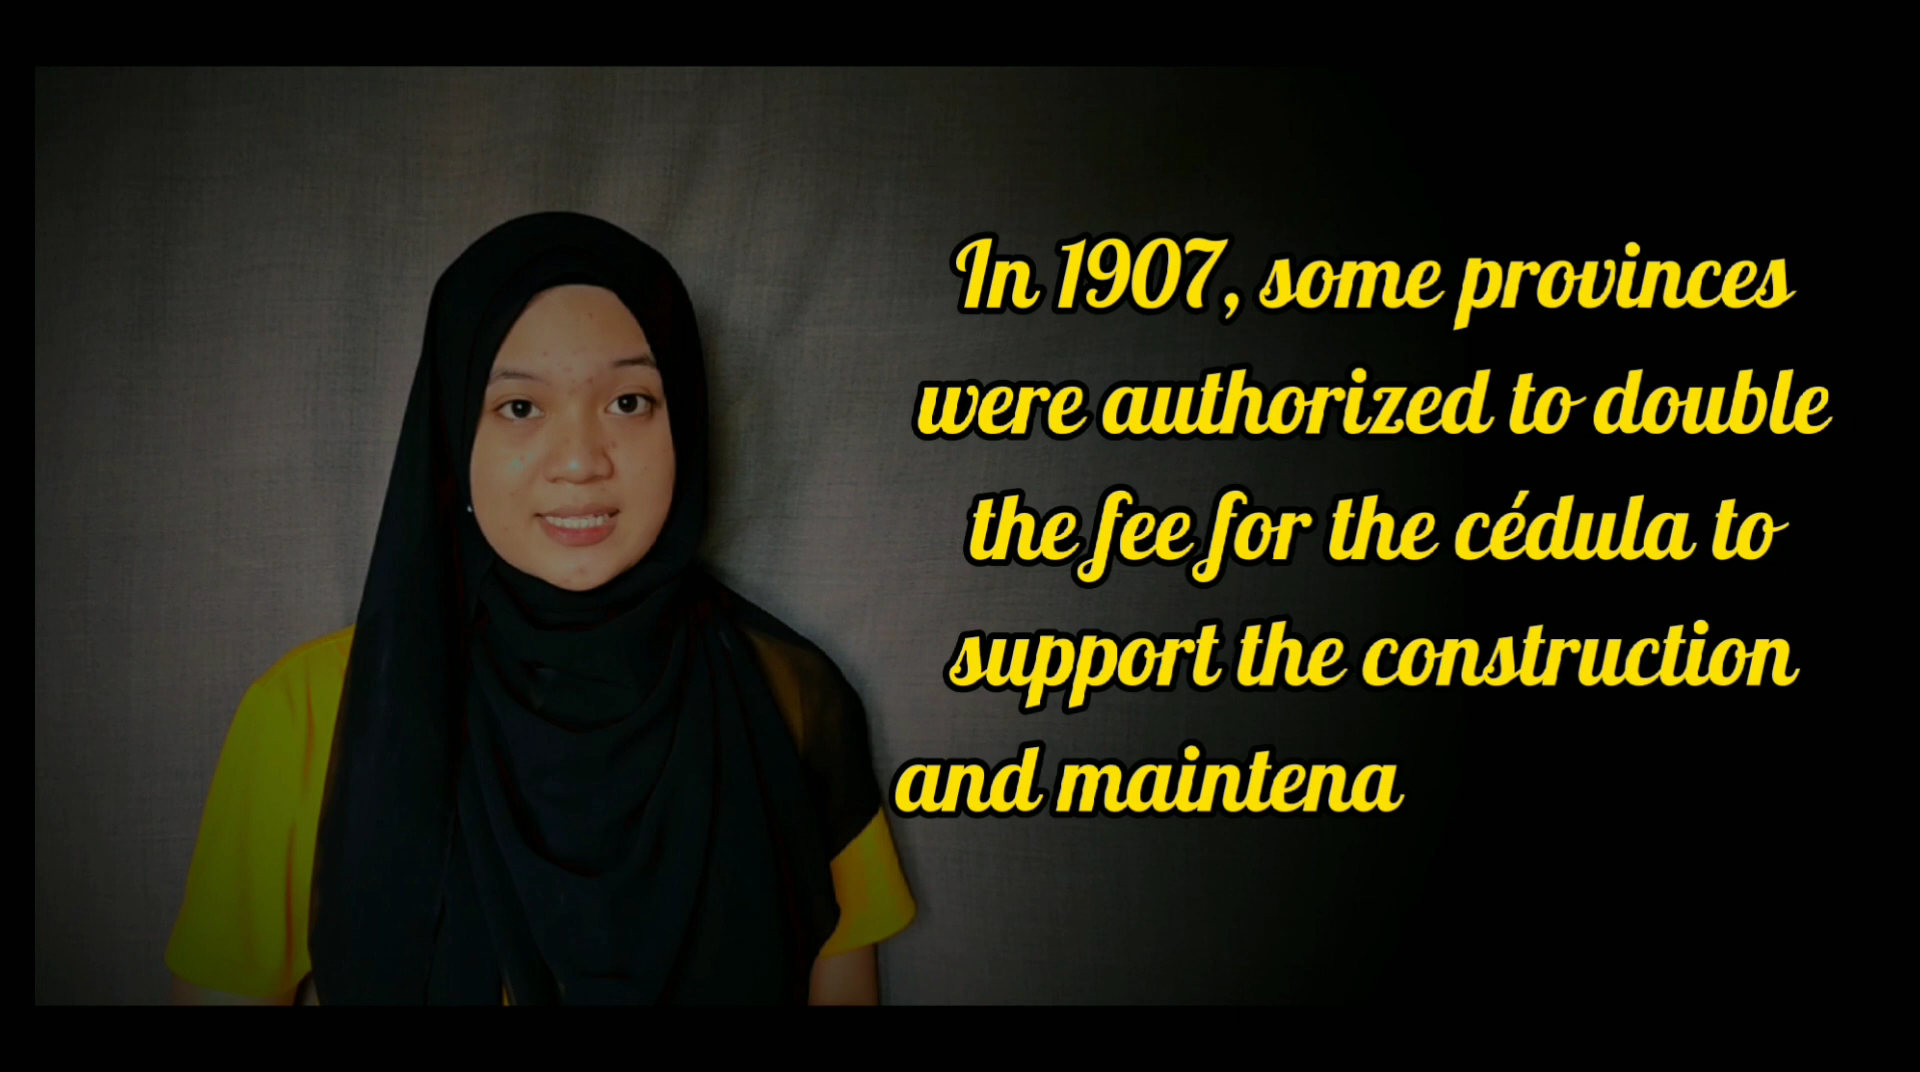 In 1907, some provinces
were authorized to double
the fee for the cédula to
support the construction
and maintena